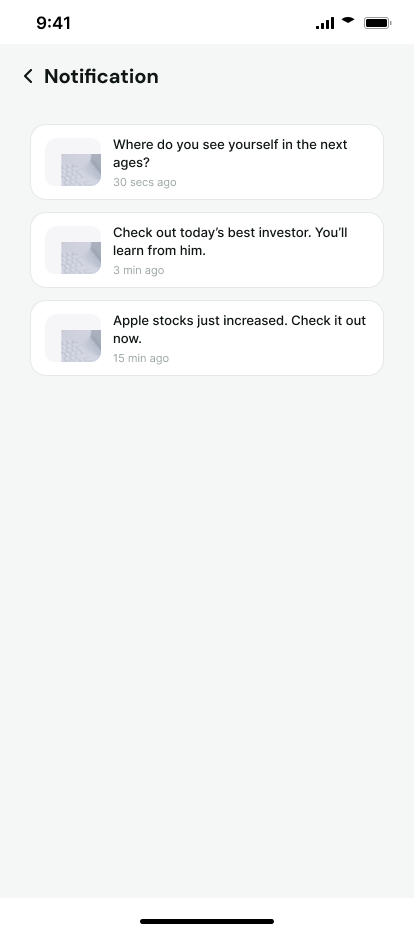 9:41
Notification
Where do you see yourself in the next
ages?
30 secs ago
Check out today’s best investor. You’ll
learn from him.
3 min ago
Apple stocks just increased. Check it out
now.
15 min ago